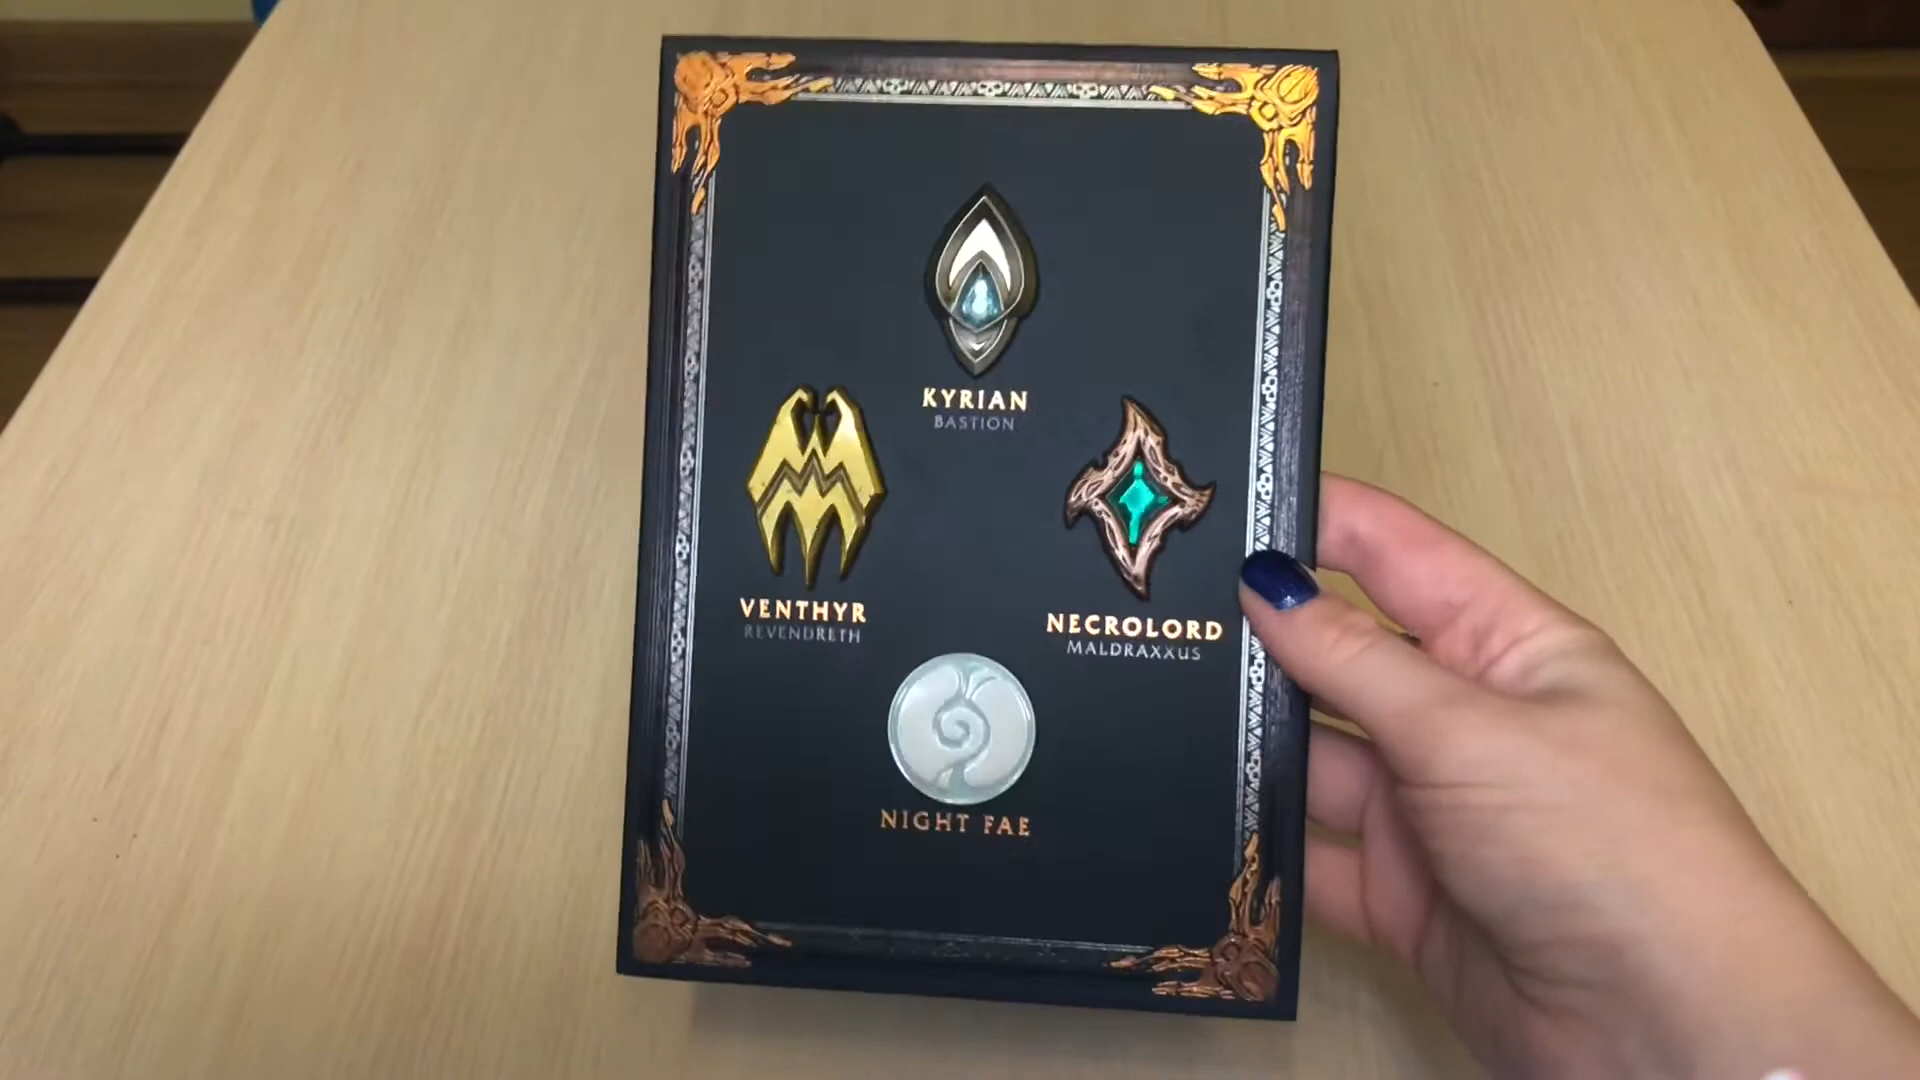 KYRIAN
BASTION
VENTHYR
REVENDRETH
NECROLORD
MALDRAXXUS
NIGHT FAE